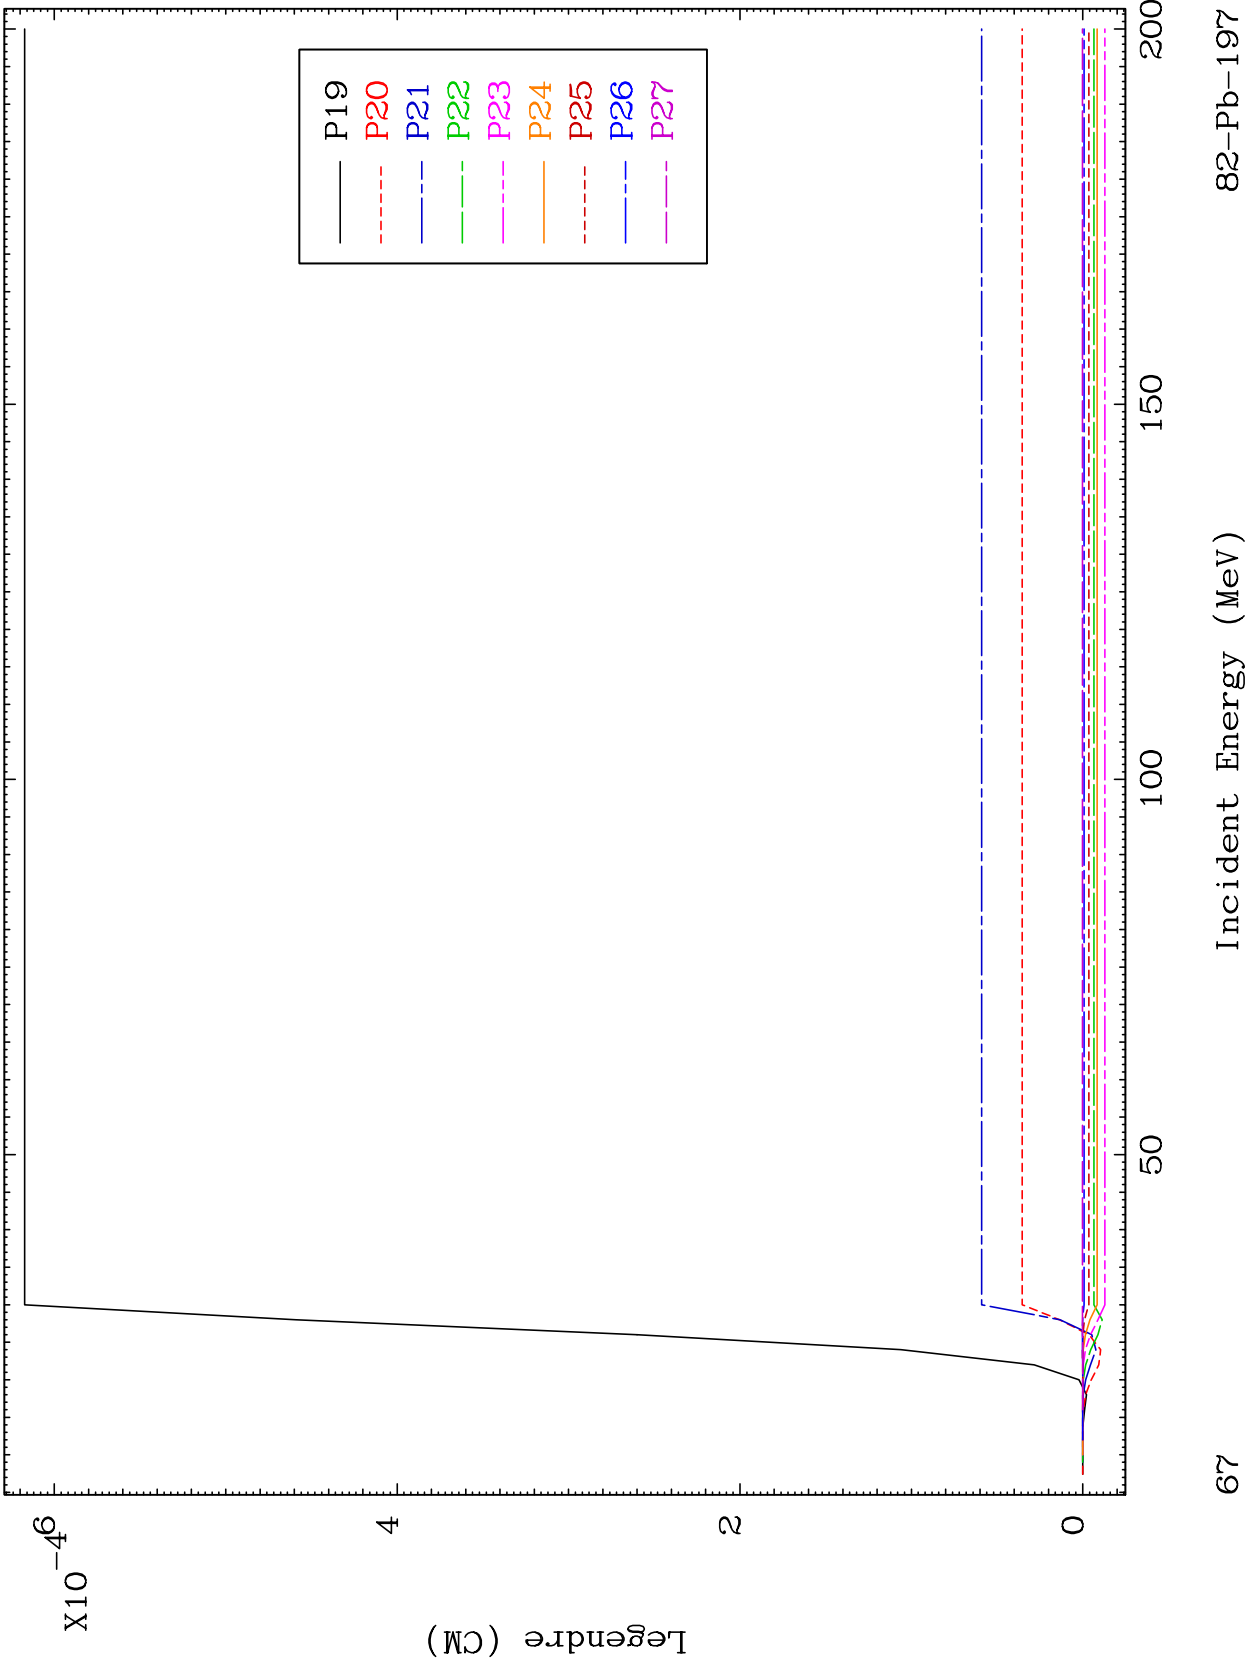 X10⁻⁴
6
4
2
0
Legendre (CM)
P19
P20
P21
P22
P23
P24
P25
P26
P27
50
100
150
200
Incident Energy (MeV)
67
82-Pb-197